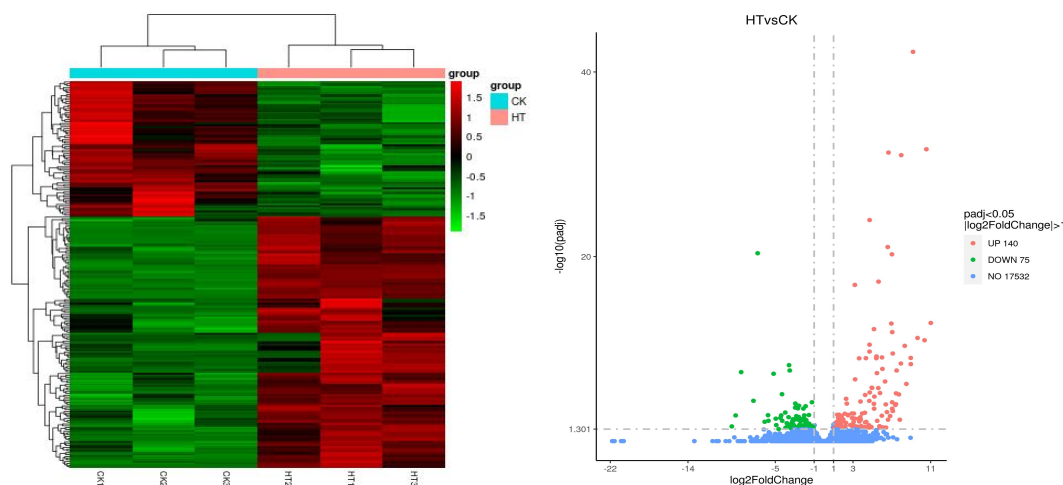 group
1.5
1
0.5
0
-0.5
-1
-1.5
group
CK
HT
CK1
CK2
CK3
HT2
HT1
HT3
HTvsCK
-log10(padj)
40
20
1.301
-22
-14
-5
-1
1
3
11
log2FoldChange
padj<0.05
|log2FoldChange|>
UP 140
DOWN 75
NO 17532